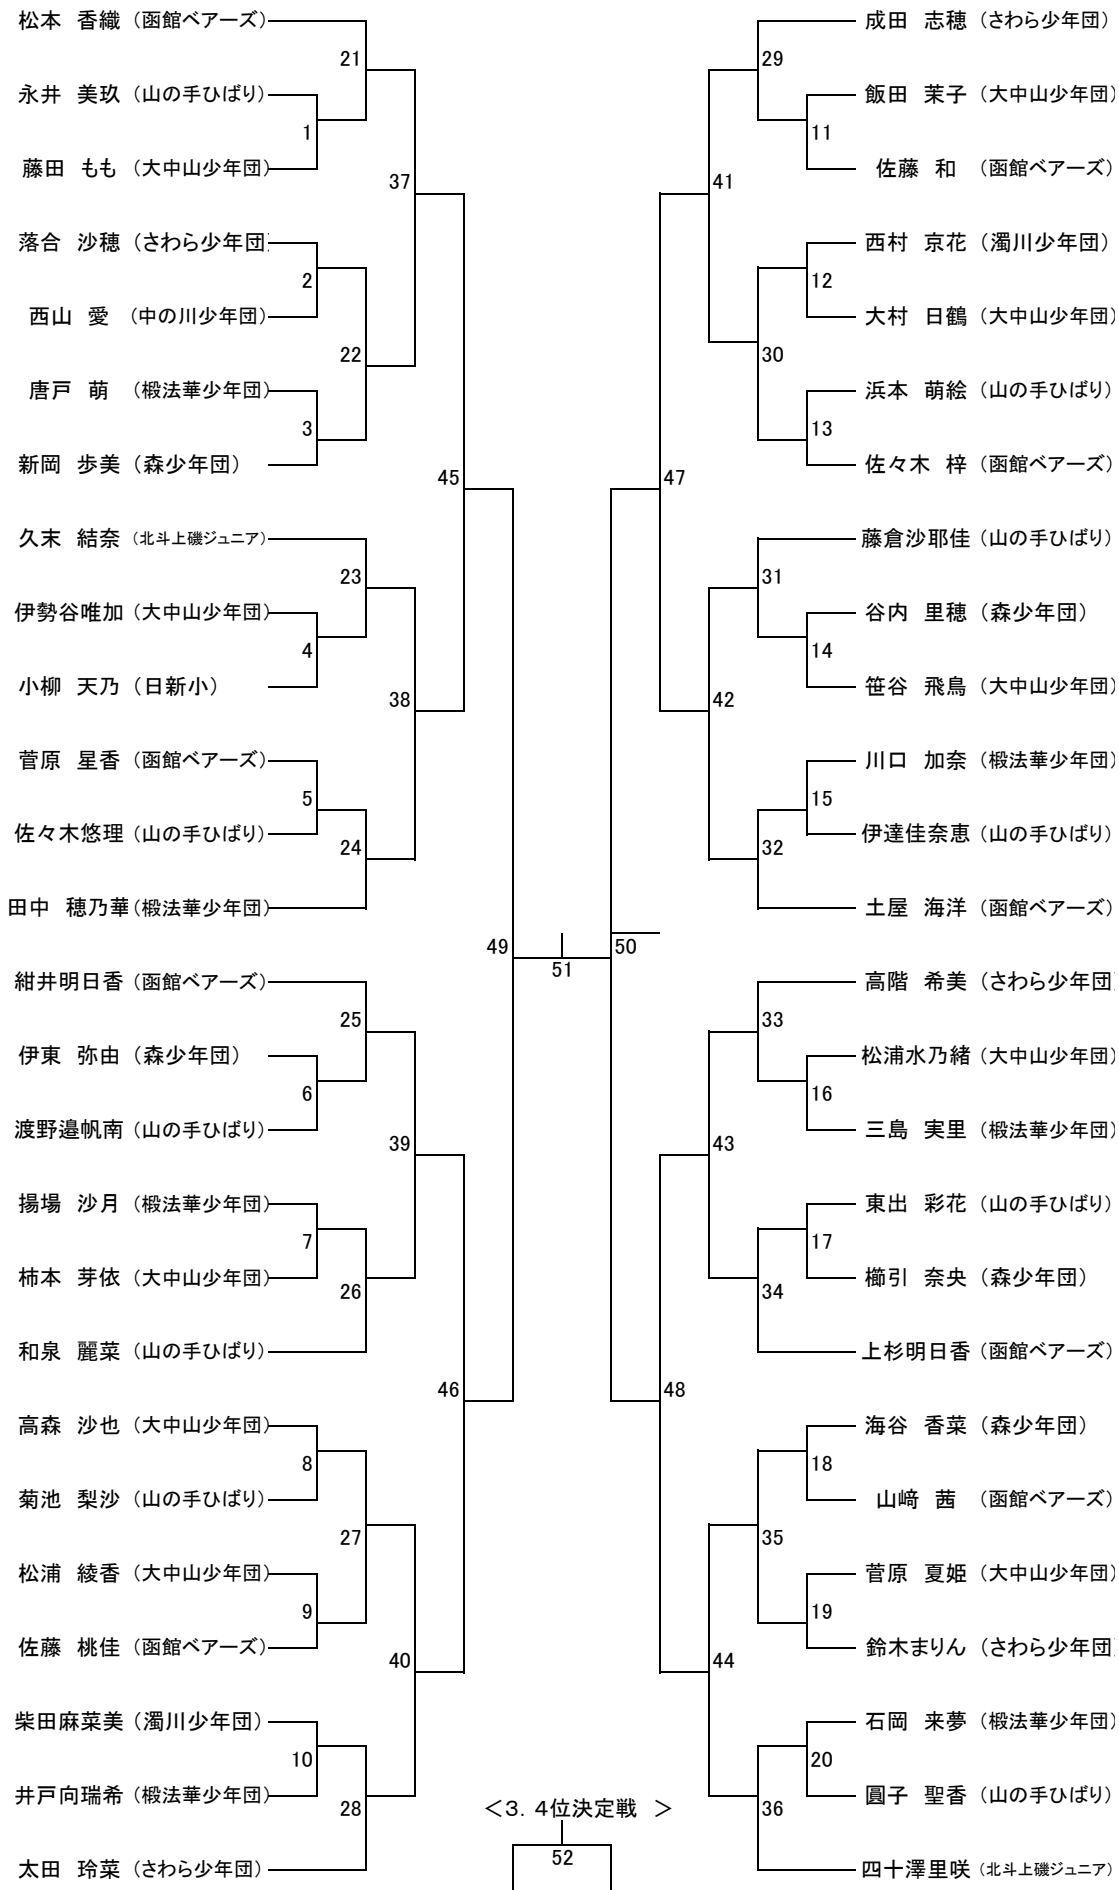 松本 香織 (函館ベアーズ)
21
永井 美玖 (山の手ひばり)
1
藤田 もも (大中山少年団)
37
落合 沙穂 (さわら少年団)
2
西山 愛 (中の川少年団)
22
唐戸 萌 (椴法華少年団)
3
新岡 歩美 (森少年団)
45
久末 結奈 (北斗上磯ジュニア)
23
伊勢谷唯加 (大中山少年団)
4
小柳 天乃 (日新小)
38
菅原 星香 (函館ベアーズ)
5
佐々木悠理 (山の手ひばり)
24
田中 穂乃華 (椴法華少年団)
49
紺井明日香 (函館ベアーズ)
25
伊東 弥由 (森少年団)
6
渡野邉帆南 (山の手ひばり)
39
揚場 沙月 (椴法華少年団)
7
柿本 芽依 (大中山少年団)
26
和泉 麗菜 (山の手ひばり)
46
高森 沙也 (大中山少年団)
8
菊池 梨沙 (山の手ひばり)
27
松浦 綾香 (大中山少年団)
9
佐藤 桃佳 (函館ベアーズ)
40
柴田麻菜美 (濁川少年団)
10
井戸向瑞希 (椴法華少年団)
28
太田 玲菜 (さわら少年団)
51
<3. 4位決定戦 >
52
成田 志穂 (さわら少年団)
29
飯田 茉子 (大中山少年団)
11
佐藤 和 (函館ベアーズ)
41
西村 京花 (濁川少年団)
12
大村 日鶴 (大中山少年団)
30
浜本 萌絵 (山の手ひばり)
13
佐々木 梓 (函館ベアーズ)
47
藤倉沙耶佳 (山の手ひばり)
31
谷内 里穂 (森少年団)
14
笹谷 飛鳥 (大中山少年団)
42
川口 加奈 (椴法華少年団)
15
伊達佳奈恵 (山の手ひばり)
32
土屋 海洋 (函館ベアーズ)
50
高階 希美 (さわら少年団)
33
松浦水乃緒 (大中山少年団)
16
三島 実里 (椴法華少年団)
43
東出 彩花 (山の手ひばり)
17
櫛引 奈央 (森少年団)
34
上杉明日香 (函館ベアーズ)
48
海谷 香菜 (森少年団)
18
山﨑 茜 (函館ベアーズ)
35
菅原 夏姫 (大中山少年団)
19
鈴木まりん (さわら少年団)
44
石岡 来夢 (椴法華少年団)
20
圓子 聖香 (山の手ひばり)
36
四十澤里咲 (北斗上磯ジュニア)